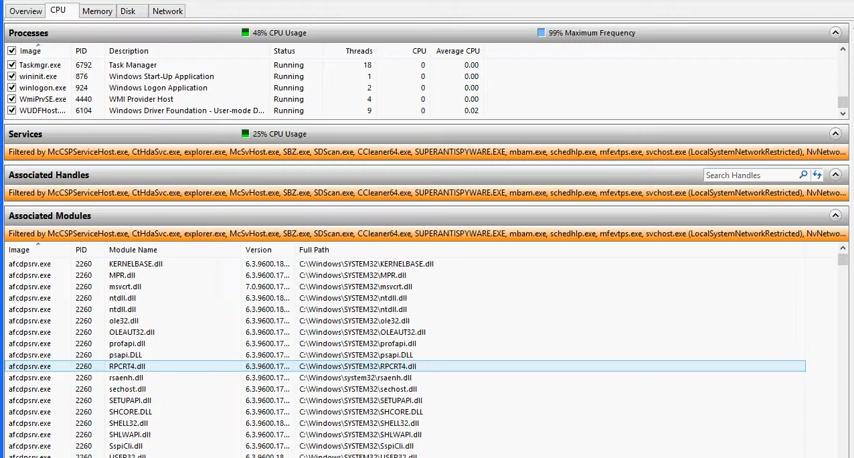 Overview CPU Memory Disk Network
Processes 48% CPU Usage 99% Maximum Frequency
Image PID Description Status Threads CPU Average CPU
Taskmgr.exe 6792 Task Manager Running 18 0 0.00
wininit.exe 876 Windows Start-Up Application Running 1 0 0.00
winlogon.exe 924 Windows Logon Application Running 2 0 0.00
WmiPrvSE.exe 4440 WMI Provider Host Running 4 0 0.00
WUDFHost.... 6104 Windows Driver Foundation - User-mode D... Running 9 0 0.02
Services 25% CPU Usage
Filtered by McCSPServiceHost.exe, CtHdaSvc.exe, explorer.exe, McSvHost.exe, SBZ.exe, SDScan.exe, CCleaner64.exe, SUPERANTISPYWARE.EXE, mbam.exe, schedhlp.exe, mfevtps.exe, svchost.exe (LocalSystemNetworkRestricted), NvNetwo...
Associated Handles Search Handles
Filtered by McCSPServiceHost.exe, CtHdaSvc.exe, explorer.exe, McSvHost.exe, SBZ.exe, SDScan.exe, CCleaner64.exe, SUPERANTISPYWARE.EXE, mbam.exe, schedhlp.exe, mfevtps.exe, svchost.exe (LocalSystemNetworkRestricted), NvNetwo...
Associated Modules
Filtered by McCSPServiceHost.exe, CtHdaSvc.exe, explorer.exe, McSvHost.exe, SBZ.exe, SDScan.exe, CCleaner64.exe, SUPERANTISPYWARE.EXE, mbam.exe, schedhlp.exe, mfevtps.exe, svchost.exe (LocalSystemNetworkRestricted), NvNetwo...
Image PID Module Name Version Full Path
afcdpsrv.exe 2260 KERNELBASE.dll 6.3.9600.18... C:\Windows\SYSTEM32\KERNELBASE.dll
afcdpsrv.exe 2260 MPR.dll 6.3.9600.17... C:\Windows\SYSTEM32\MPR.dll
afcdpsrv.exe 2260 msvcrt.dll 7.0.9600.17... C:\Windows\SYSTEM32\msvcrt.dll
afcdpsrv.exe 2260 ntdll.dll 6.3.9600.18... C:\Windows\SYSTEM32\ntdll.dll
afcdpsrv.exe 2260 ntdll.dll 6.3.9600.18... C:\Windows\SYSTEM32\ntdll.dll
afcdpsrv.exe 2260 ole32.dll 6.3.9600.17... C:\Windows\SYSTEM32\ole32.dll
afcdpsrv.exe 2260 OLEAUT32.dll 6.3.9600.17... C:\Windows\SYSTEM32\OLEAUT32.dll
afcdpsrv.exe 2260 profapi.dll 6.3.9600.17... C:\Windows\SYSTEM32\profapi.dll
afcdpsrv.exe 2260 psapi.DLL 6.3.9600.17... C:\Windows\SYSTEM32\psapi.DLL
afcdpsrv.exe 2260 RPCRT4.dll 6.3.9600.17... C:\Windows\SYSTEM32\RPCRT4.dll
afcdpsrv.exe 2260 rsaenh.dll 6.3.9600.17... C:\Windows\system32\rsaenh.dll
afcdpsrv.exe 2260 sechost.dll 6.3.9600.17... C:\Windows\SYSTEM32\sechost.dll
afcdpsrv.exe 2260 SETUPAPI.dll 6.3.9600.17... C:\Windows\SYSTEM32\SETUPAPI.dll
afcdpsrv.exe 2260 SHCORE.DLL 6.3.9600.17... C:\Windows\SYSTEM32\SHCORE.DLL
afcdpsrv.exe 2260 SHELL32.dll 6.3.9600.18... C:\Windows\SYSTEM32\SHELL32.dll
afcdpsrv.exe 2260 SHLWAPI.dll 6.3.9600.17... C:\Windows\SYSTEM32\SHLWAPI.dll
afcdpsrv.exe 2260 SspiCli.dll 6.3.9600.17... C:\Windows\SYSTEM32\SspiCli.dll
afcdpsrv.exe 2260 USER32.dll 6.3.9600.18... C:\Windows\SYSTEM32\USER32.dll